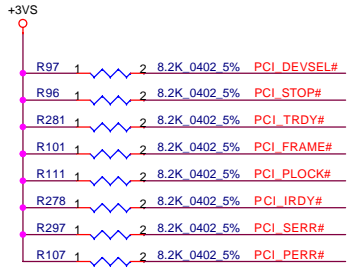 +3VS
R97 1 2 8.2K_0402_5% PCI_DEVSEL#
R96 1 2 8.2K_0402_5% PCI_STOP#
R281 1 2 8.2K_0402_5% PCI_TRDY#
R101 1 2 8.2K_0402_5% PCI_FRAME#
R111 1 2 8.2K_0402_5% PCI_PLOCK#
R278 1 2 8.2K_0402_5% PCI_IRDY#
R297 1 2 8.2K_0402_5% PCI_SERR#
R107 1 2 8.2K_0402_5% PCI_PERR#